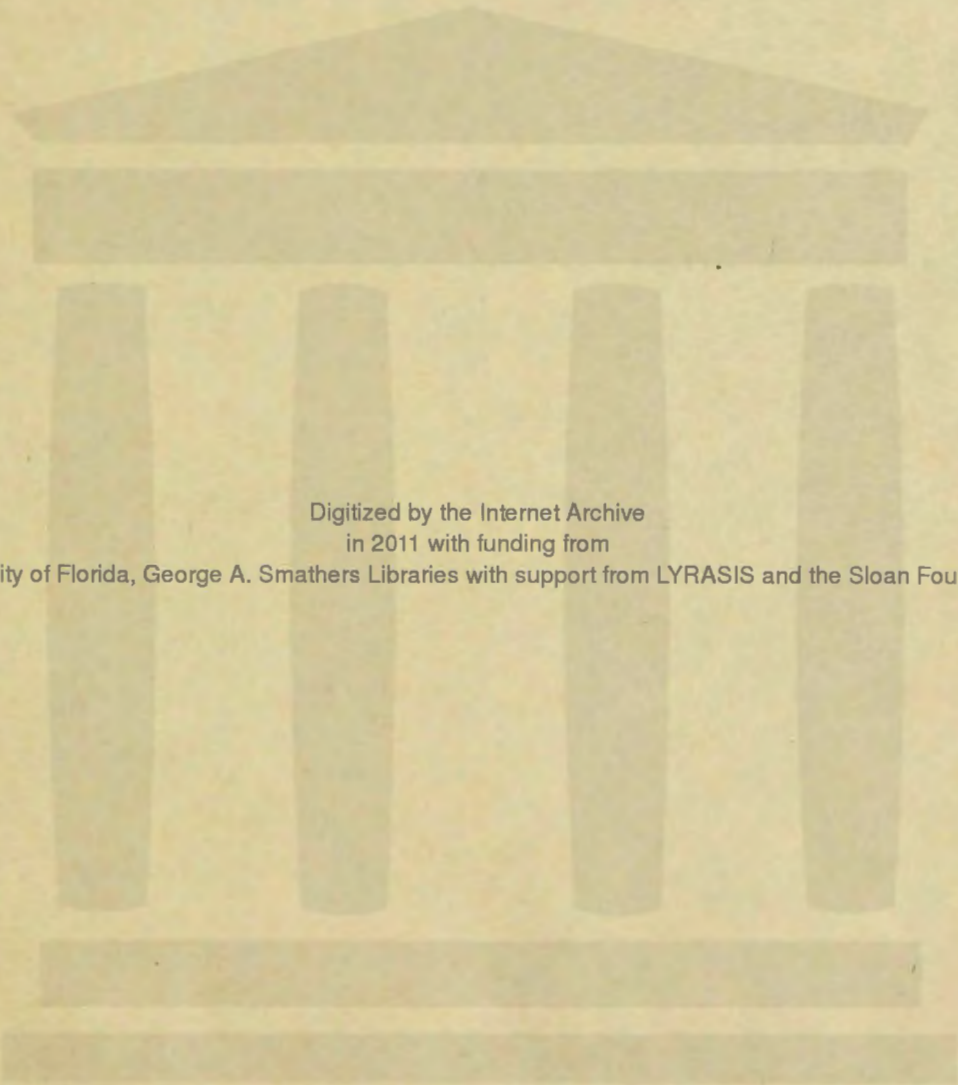 Digitized by the Internet Archive
in 2011 with funding from
ity of Florida, George A. Smathers Libraries with support from LYRASIS and the Sloan Fou